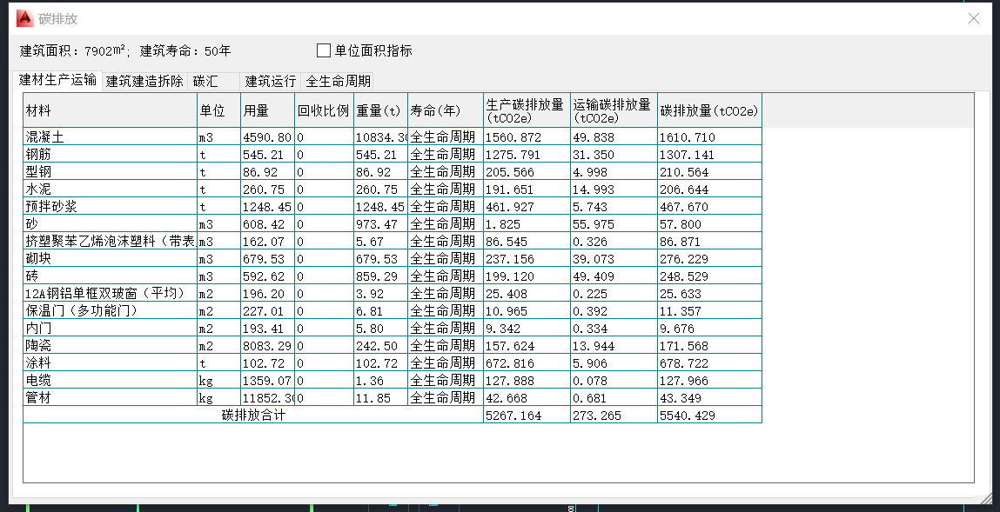 碳排放
建筑面积：7902m²; 建筑寿命：50年 单位面积指标
建材生产运输 建筑建造拆除 碳汇 建筑运行 全生命周期
材料 单位 用量 回收比例 重量(t) 寿命(年) 生产碳排放量(tCO2e) 运输碳排放量(tCO2e) 碳排放量(tCO2e)
混凝土 m3 4590.80 0 10834.30 全生命周期 1560.872 49.838 1610.710
钢筋 t 545.21 0 545.21 全生命周期 1275.791 31.350 1307.141
型钢 t 86.92 0 86.92 全生命周期 205.566 4.998 210.564
水泥 t 260.75 0 260.75 全生命周期 191.651 14.993 206.644
预拌砂浆 t 1248.45 0 1248.45 全生命周期 461.927 5.743 467.670
砂 m3 608.42 0 973.47 全生命周期 1.825 55.975 57.800
挤塑聚苯乙烯泡沫塑料（带表 m3 162.07 0 5.67 全生命周期 86.545 0.326 86.871
砌块 m3 679.53 0 679.53 全生命周期 237.156 39.073 276.229
砖 m3 592.62 0 859.29 全生命周期 199.120 49.409 248.529
12A钢铝单框双玻窗（平均） m2 196.20 0 3.92 全生命周期 25.408 0.225 25.633
保温门（多功能门） m2 227.01 0 6.81 全生命周期 10.965 0.392 11.357
内门 m2 193.41 0 5.80 全生命周期 9.342 0.334 9.676
陶瓷 m2 8083.29 0 242.50 全生命周期 157.624 13.944 171.568
涂料 t 102.72 0 102.72 全生命周期 672.816 5.906 678.722
电缆 kg 1359.07 0 1.36 全生命周期 127.888 0.078 127.966
管材 kg 11852.30 0 11.85 全生命周期 42.668 0.681 43.349
碳排放合计 5267.164 273.265 5540.429